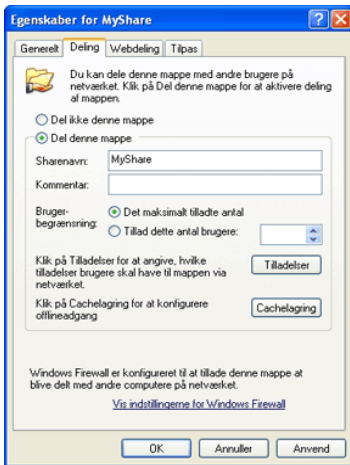 Egenskaber for MyShare
Generelt Deling Webdeling Tilpas
Du kan dele denne mappe med andre brugere på
netværket. Klik på Del denne mappe for at aktivere deling
af mappen.
Del ikke denne mappe
Del denne mappe
Sharenavn: MyShare
Kommentar:
Bruger-
begrænsning:
Det maksimalt tilladte antal
Tillad dette antal brugere:
Klik på Tilladelser for at angive, hvilke
tilladelser brugere skal have til mappen via
netværket.
Tilladelser
Klik på Cachelagring for at konfigurere
offlineadgang
Cachelagring
Windows Firewall er konfigureret til at tillade denne mappe at
blive delt med andre computere på netværket.
Vis indstillingerne for Windows Firewall
OK Annuller Anvend